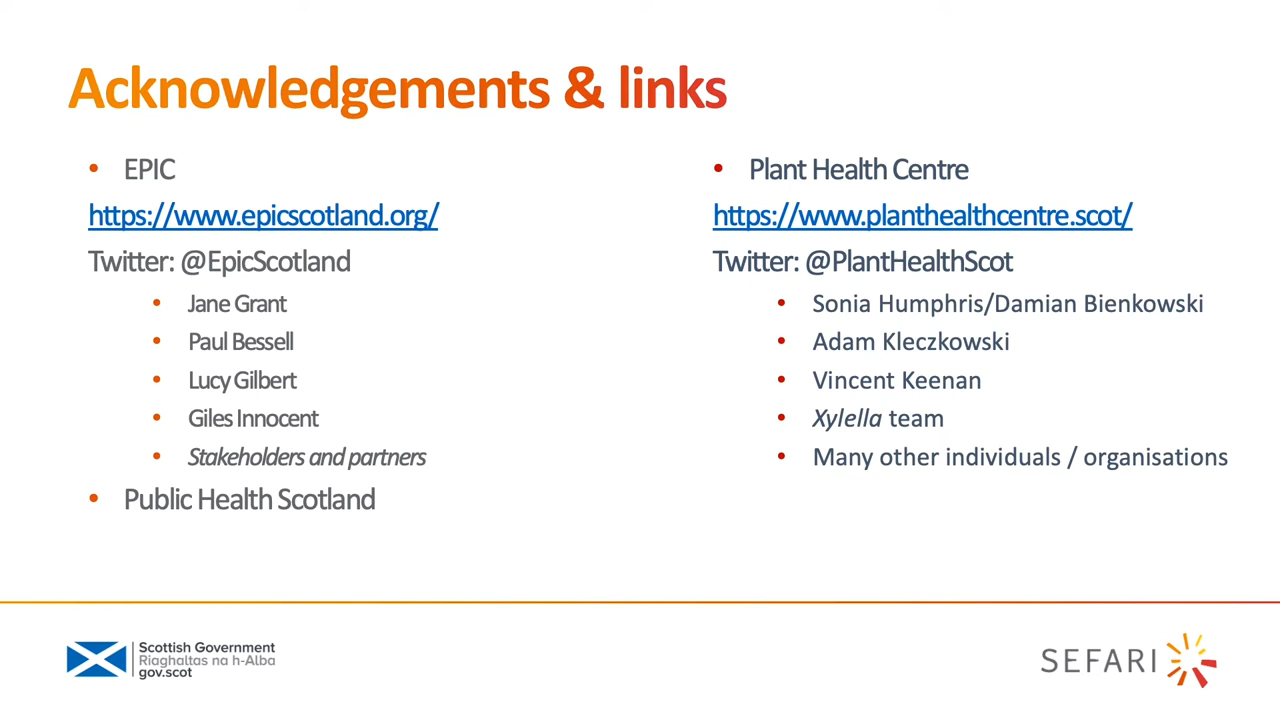 Acknowledgements & links
• EPIC
https://www.epicscotland.org/
Twitter: @EpicScotland
• Jane Grant
• Paul Bessell
• Lucy Gilbert
• Giles Innocent
• Stakeholders and partners
• Public Health Scotland
• Plant Health Centre
https://www.planthealthcentre.scot/
Twitter: @PlantHealthScot
• Sonia Humphris/Damian Bienkowski
• Adam Kleczkowski
• Vincent Keenan
• Xylella team
• Many other individuals / organisations
Scottish Government
Riaghaltas na h-Alba
gov.scot
SEFARI